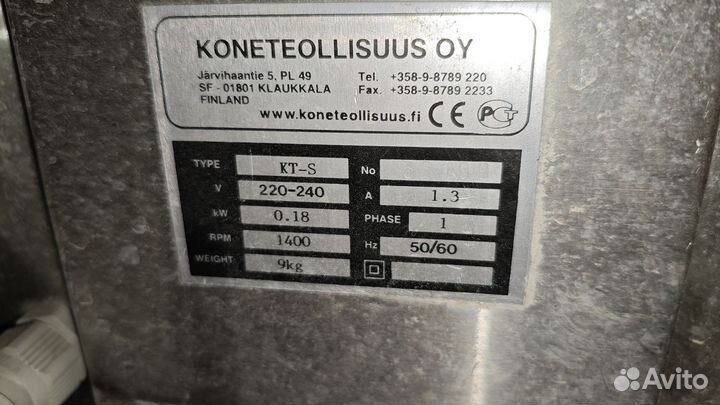 KONETEOLLISUUS OY
Järvihaantie 5, PL 49 Tel. +358-9-8789 220
SF - 01801 KLAUKKALA Fax. +358-9-8789 2233
FINLAND
www.koneteollisuus.fi CE PCT
TYPE KT-S No
V 220-240 A 1.3
kW 0.18 PHASE 1
RPM 1400 Hz 50/60
WEIGHT 9kg
Avito